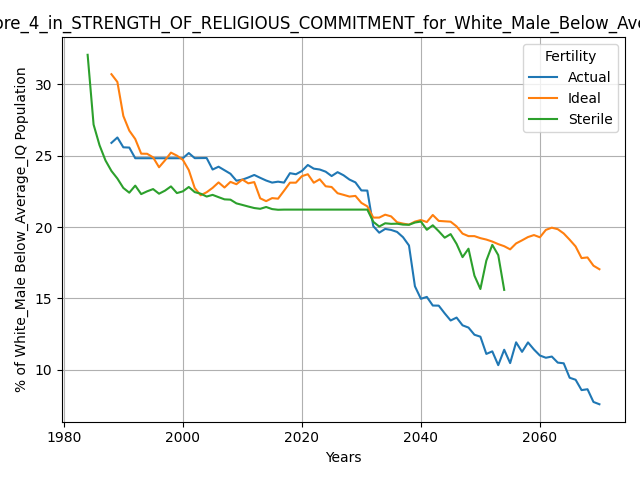 ore_4_in_STRENGTH_OF_RELIGIOUS_COMMITMENT_for_White_Male_Below_Ave
Fertility
Actual
Ideal
Sterile
% of White_Male Below_Average_IQ Population
30
25
20
15
10
1980
2000
2020
2040
2060
Years